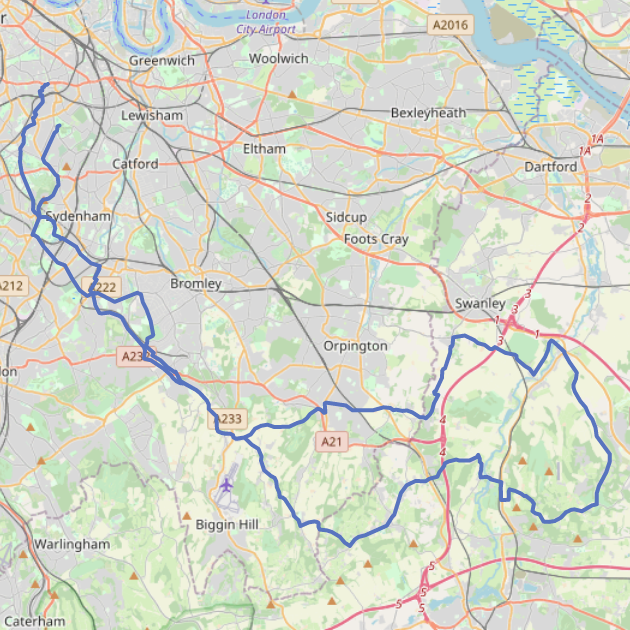 London
City Airport
A2016
Greenwich
Woolwich
Lewisham
Bexleyheath
1A
Eltham
1A
Catford
Dartford
2
Sydenham
Sidcup
2
Foots Cray
A212
A222
Bromley
3
Swanley
3
1
1
3
Orpington
A23
A233
4
A21
4
4
Biggin Hill
Warlingham
5
5
5
5
Caterham